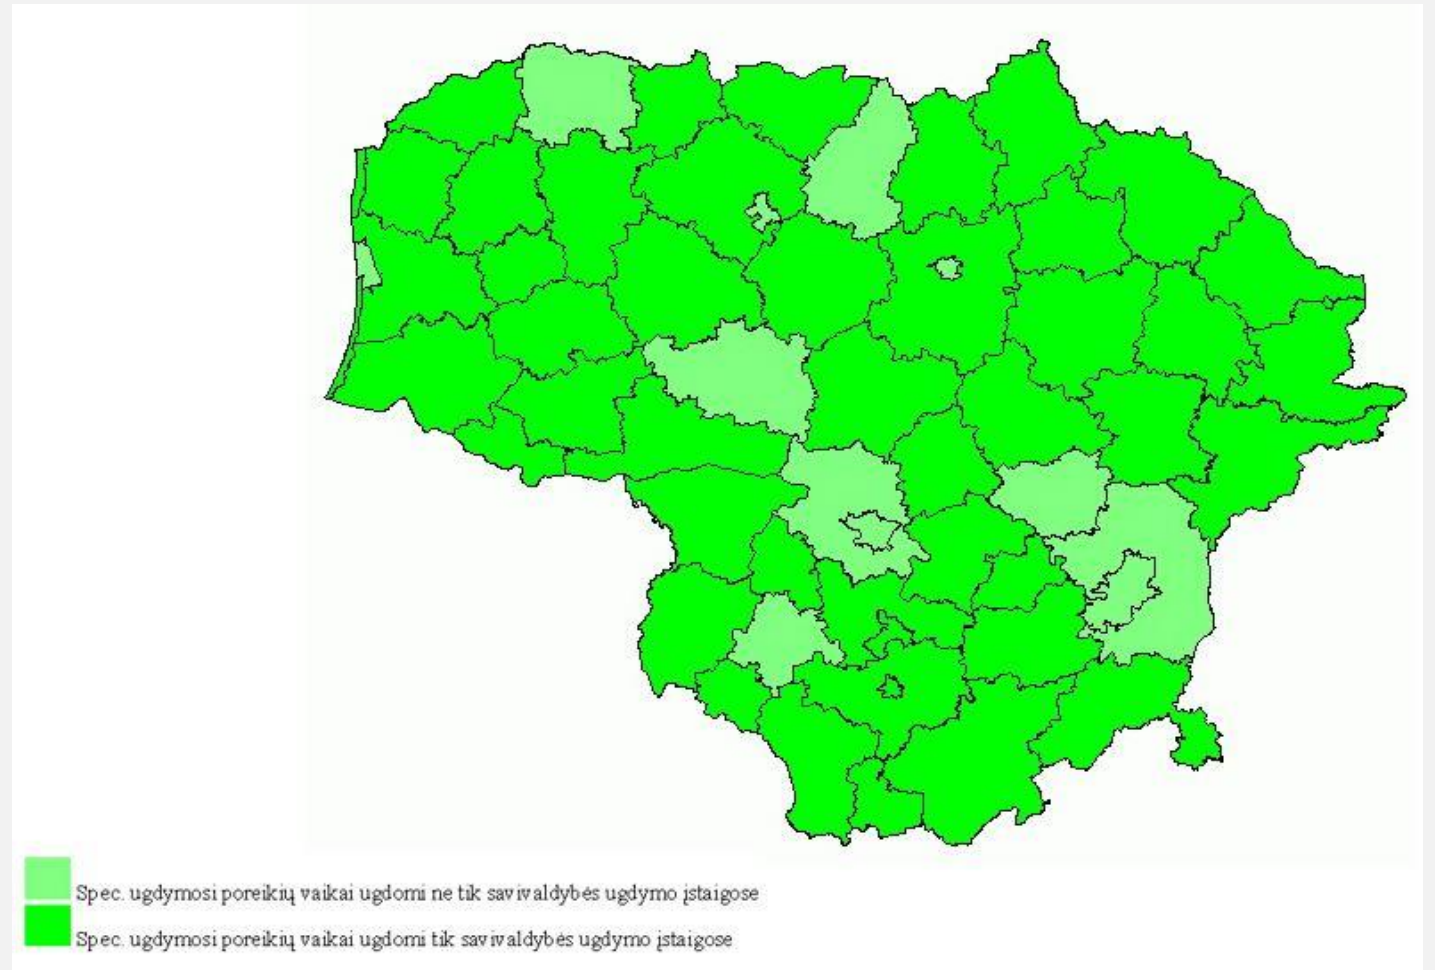 Spec. ugdymosi poreikių vaikai ugdomi ne tik savivaldybės ugdymo įstaigose
Spec. ugdymosi poreikių vaikai ugdomi tik savivaldybės ugdymo įstaigose